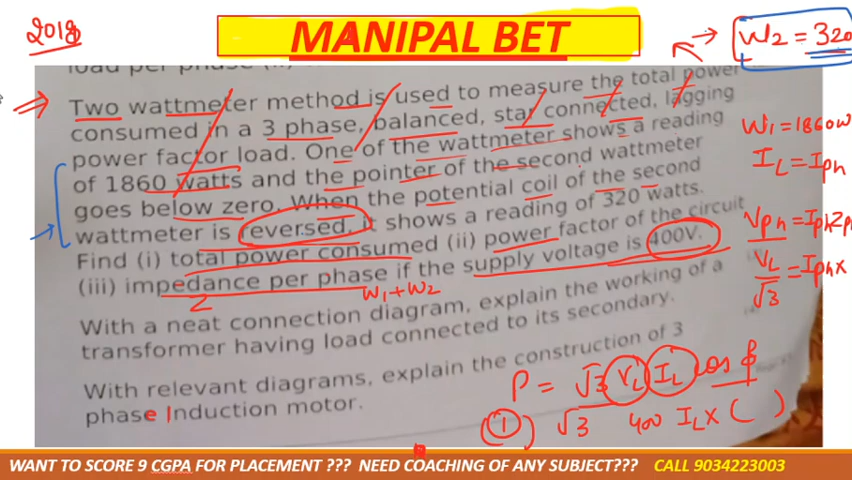 2018
MANIPAL BET
W2 = 320
load per phase
Two wattmeter method is used to measure the total power
consumed in a 3 phase, balanced, star connected, lagging
power factor load. One of the wattmeter shows a reading
of 1860 watts and the pointer of the second wattmeter
goes below zero. When the potential coil of the second
wattmeter is reversed, it shows a reading of 320 watts.
Find (i) total power consumed (ii) power factor of the circuit
(iii) impedance per phase if the supply voltage is 400V.
W1 = 1860W
IL = Iph
Vph = Iph Zph
VL/√3 = Iph ×
Z
W1 + W2
With a neat connection diagram, explain the working of a
transformer having load connected to its secondary.
With relevant diagrams, explain the construction of 3
phase Induction motor.
P = √3 VL IL cos φ
(1) √3 400 IL × ( )
WANT TO SCORE 9 CGPA FOR PLACEMENT ??? NEED COACHING OF ANY SUBJECT??? CALL 9034223003